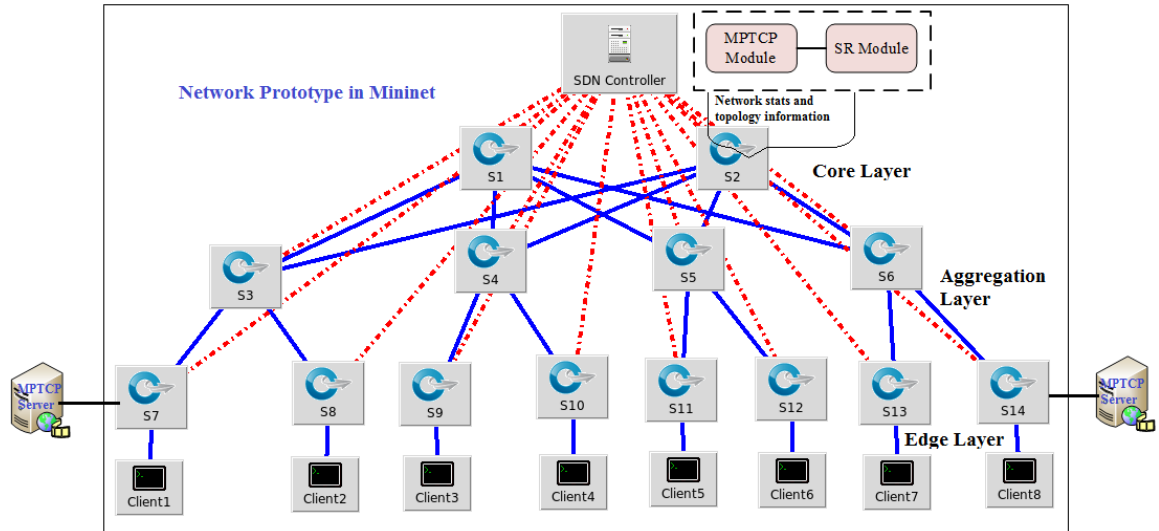 MPTCP
Module
SR Module
SDN Controller
Network Prototype in Mininet
Network stats and
topology information
S1
S2
Core Layer
S3
S4
S5
S6
Aggregation
Layer
MPTCP
Server
S7
S8
S9
S10
S11
S12
S13
S14
MPTCP
Server
Edge Layer
Client1
Client2
Client3
Client4
Client5
Client6
Client7
Client8